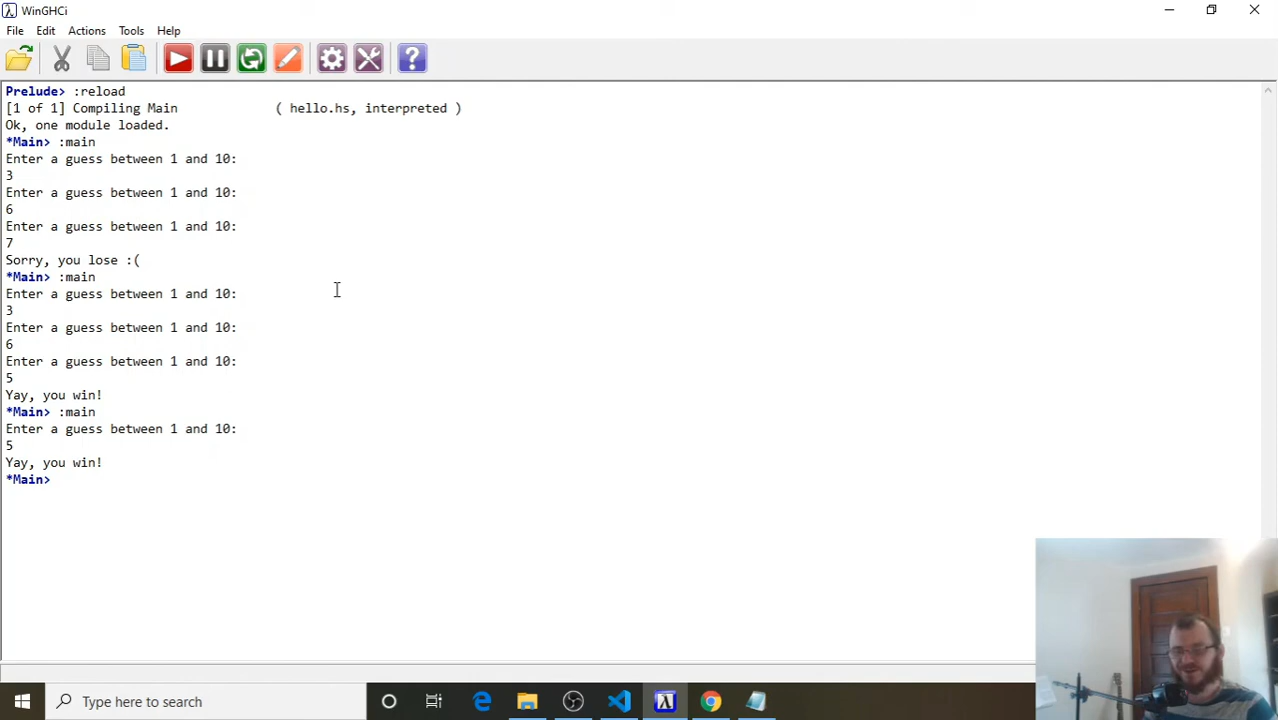 WinGHCi
File Edit Actions Tools Help
Prelude> :reload
[1 of 1] Compiling Main ( hello.hs, interpreted )
Ok, one module loaded.
*Main> :main
Enter a guess between 1 and 10:
3
Enter a guess between 1 and 10:
6
Enter a guess between 1 and 10:
7
Sorry, you lose :(
*Main> :main
Enter a guess between 1 and 10:
3
Enter a guess between 1 and 10:
6
Enter a guess between 1 and 10:
5
Yay, you win!
*Main> :main
Enter a guess between 1 and 10:
5
Yay, you win!
*Main>
Type here to search